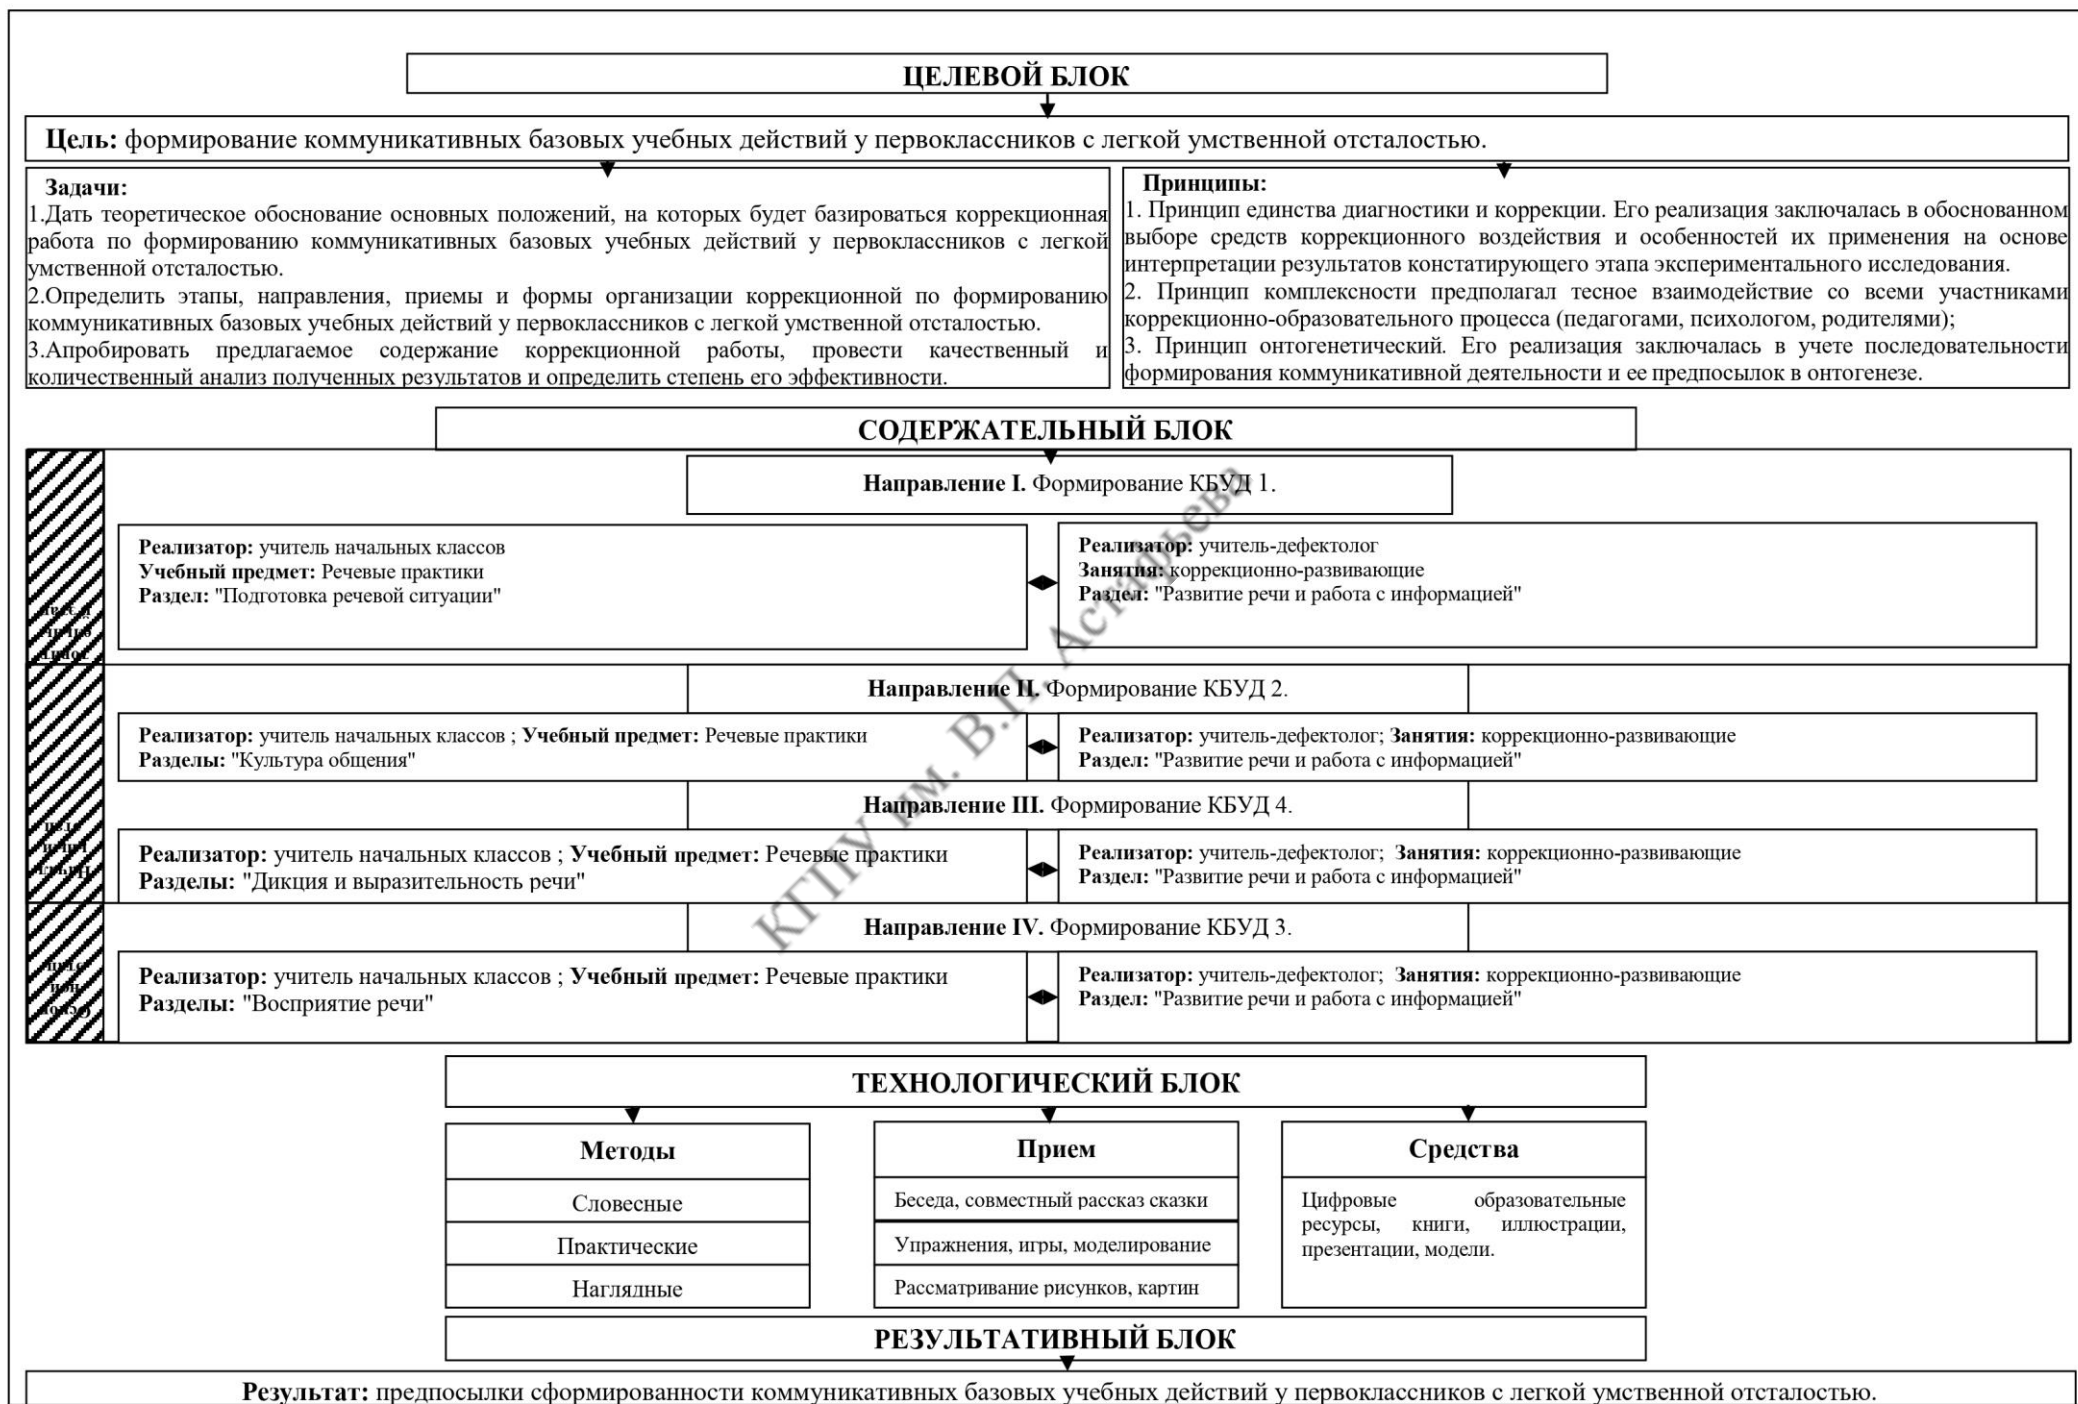 ЦЕЛЕВОЙ БЛОК
Цель: формирование коммуникативных базовых учебных действий у первоклассников с легкой умственной отсталостью.
Задачи:
1.Дать теоретическое обоснование основных положений, на которых будет базироваться коррекционная
работа по формированию коммуникативных базовых учебных действий у первоклассников с легкой
умственной отсталостью.
2.Определить этапы, направления, приемы и формы организации коррекционной по формированию
коммуникативных базовых учебных действий у первоклассников с легкой умственной отсталостью.
3.Апробировать предлагаемое содержание коррекционной работы, провести качественный и
количественный анализ полученных результатов и определить степень его эффективности.
Принципы:
1. Принцип единства диагностики и коррекции. Его реализация заключалась в обоснованном
выборе средств коррекционного воздействия и особенностей их применения на основе
интерпретации результатов констатирующего этапа экспериментального исследования.
2. Принцип комплексности предполагал тесное взаимодействие со всеми участниками
коррекционно-образовательного процесса (педагогами, психологом, родителями);
3. Принцип онтогенетический. Его реализация заключалась в учете последовательности
формирования коммуникативной деятельности и ее предпосылок в онтогенезе.
СОДЕРЖАТЕЛЬНЫЙ БЛОК
Направление I. Формирование КБУД 1.
Реализатор: учитель начальных классов
Учебный предмет: Речевые практики
Раздел: "Подготовка речевой ситуации"
Реализатор: учитель-дефектолог
Занятия: коррекционно-развивающие
Раздел: "Развитие речи и работа с информацией"
Направление II. Формирование КБУД 2.
Реализатор: учитель начальных классов ; Учебный предмет: Речевые практики
Разделы: "Культура общения"
Реализатор: учитель-дефектолог; Занятия: коррекционно-развивающие
Раздел: "Развитие речи и работа с информацией"
Направление III. Формирование КБУД 4.
Реализатор: учитель начальных классов ; Учебный предмет: Речевые практики
Разделы: "Дикция и выразительность речи"
Реализатор: учитель-дефектолог; Занятия: коррекционно-развивающие
Раздел: "Развитие речи и работа с информацией"
Направление IV. Формирование КБУД 3.
Реализатор: учитель начальных классов ; Учебный предмет: Речевые практики
Разделы: "Восприятие речи"
Реализатор: учитель-дефектолог; Занятия: коррекционно-развивающие
Раздел: "Развитие речи и работа с информацией"
КГПУ им. В.П. Астафьева
ТЕХНОЛОГИЧЕСКИЙ БЛОК
Методы
Словесные
Практические
Наглядные
Прием
Беседа, совместный рассказ сказки
Упражнения, игры, моделирование
Рассматривание рисунков, картин
Средства
Цифровые образовательные
ресурсы, книги, иллюстрации,
презентации, модели.
РЕЗУЛЬТАТИВНЫЙ БЛОК
Результат: предпосылки сформированности коммуникативных базовых учебных действий у первоклассников с легкой умственной отсталостью.